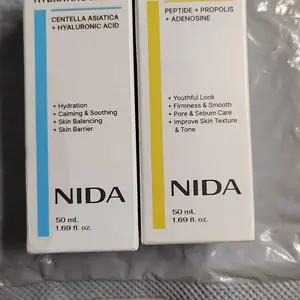 CENTELLA ASIATICA
+ HYALURONIC ACID
+ Hydration
+ Calming & Soothing
+ Skin Balancing
+ Skin Barrier
NIDA
50 mL
1.69 fl. oz.
PEPTIDE + PROPOLIS
+ ADENOSINE
+ Youthful Look
+ Firmness & Smooth
+ Pore & Sebum Care
+ Improve Skin Texture
& Tone
NIDA
50 mL
1.69 fl. oz.